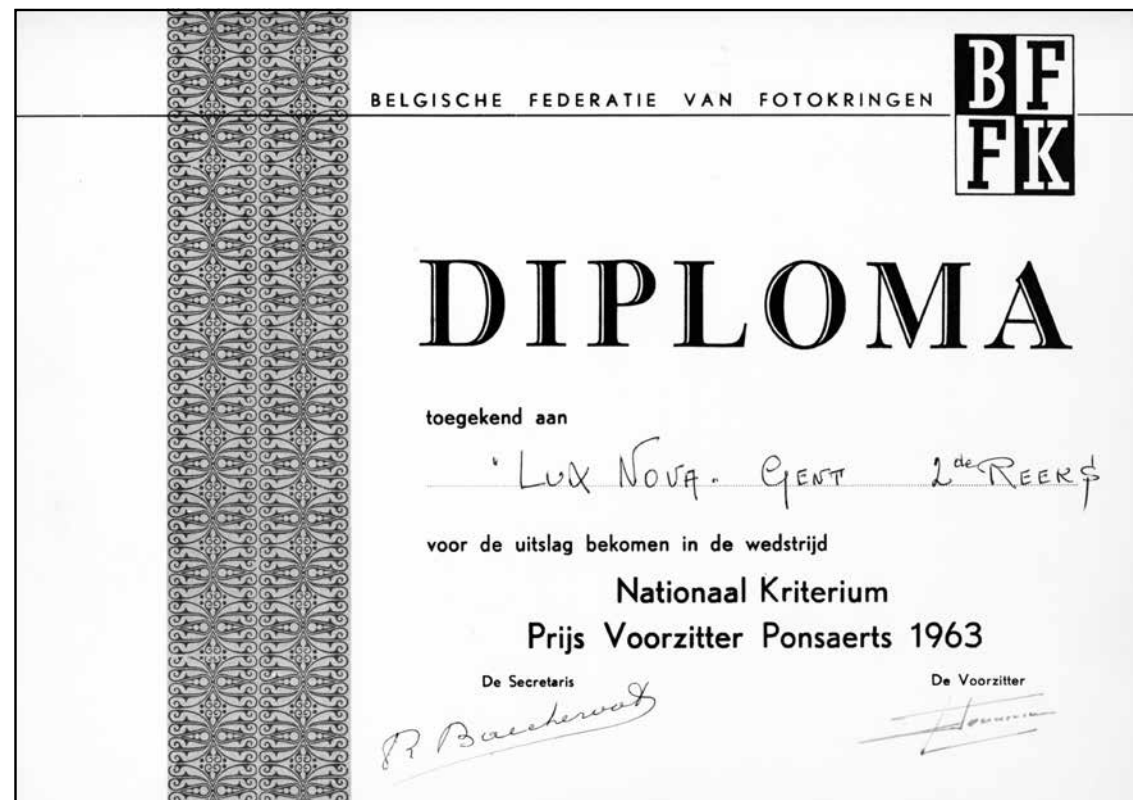 BELGISCHE FEDERATIE VAN FOTOKRINGEN
BF
FK
DIPLOMA
toegekend aan
"LUX NOVA. GENT 2de REEKS
voor de uitslag bekomen in de wedstrijd
Nationaal Kriterium
Prijs Voorzitter Ponsaerts 1963
De Secretaris
De Voorzitter
R